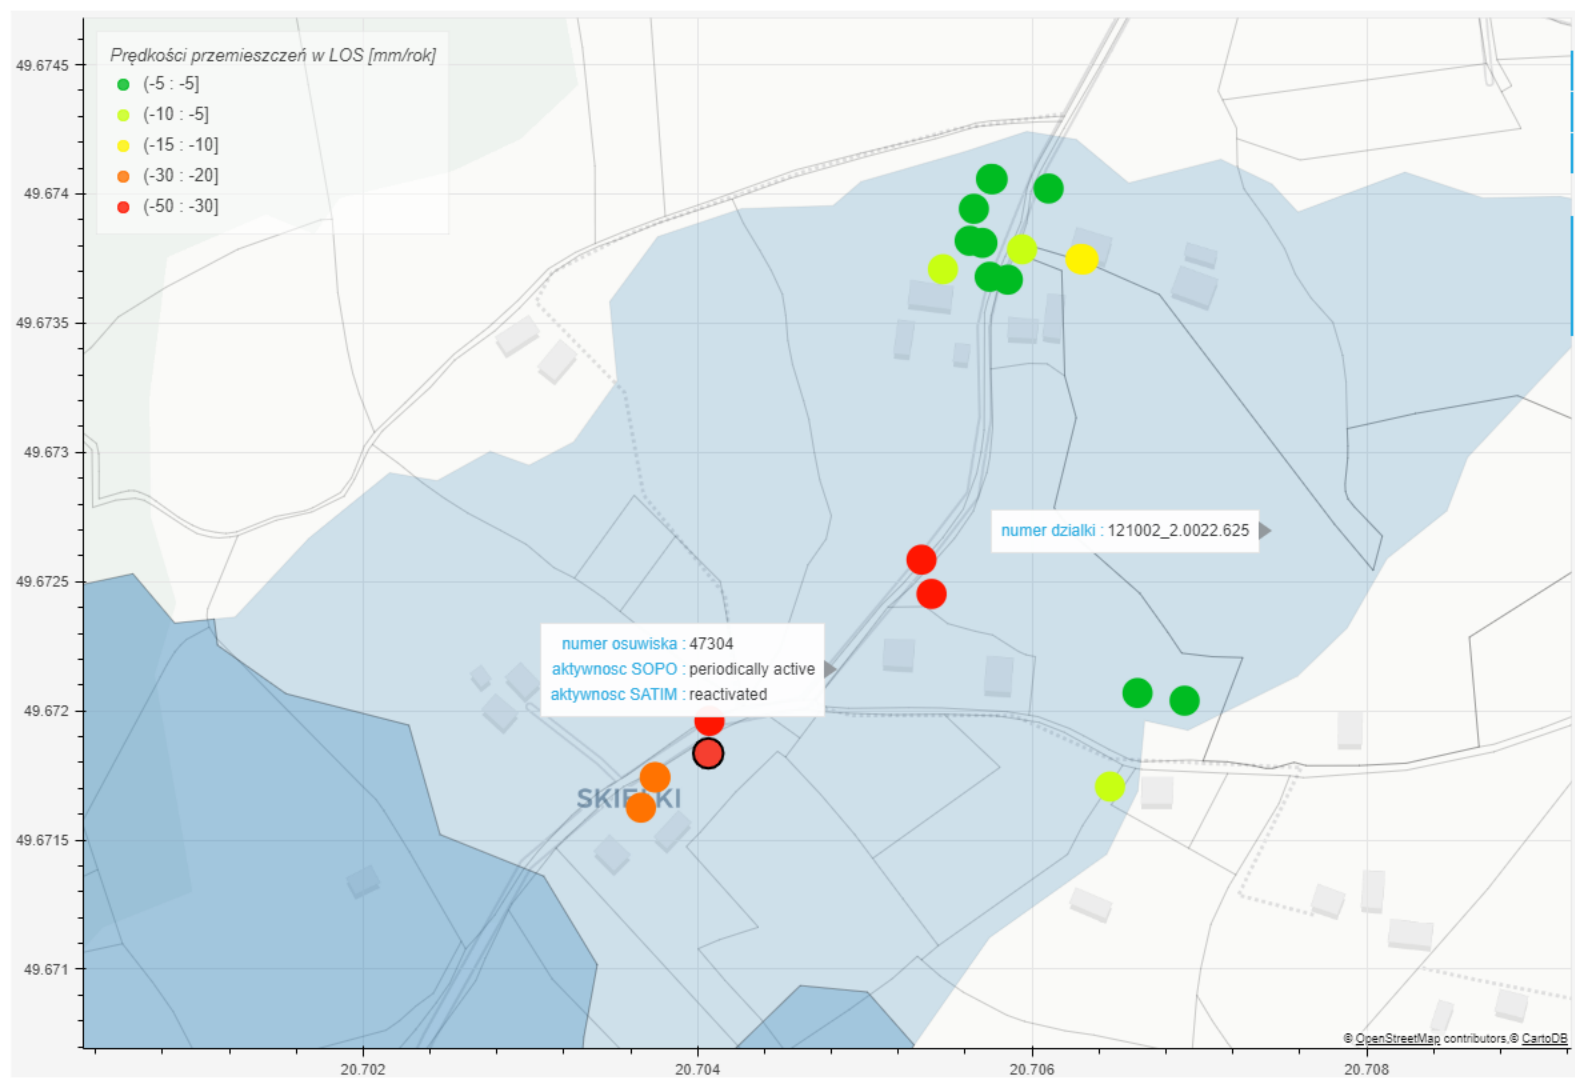 Prędkości przemieszczeń w LOS [mm/rok]
(-5 : -5]
(-10 : -5]
(-15 : -10]
(-30 : -20]
(-50 : -30]
49.6745
49.674
49.6735
49.673
49.6725
49.672
49.6715
49.671
numer dzialki : 121002_2.0022.625
numer osuwiska : 47304
aktywnosc SOPO : periodically active
aktywnosc SATIM : reactivated
© OpenStreetMap contributors,© CartoDB
20.702
20.704
20.706
20.708